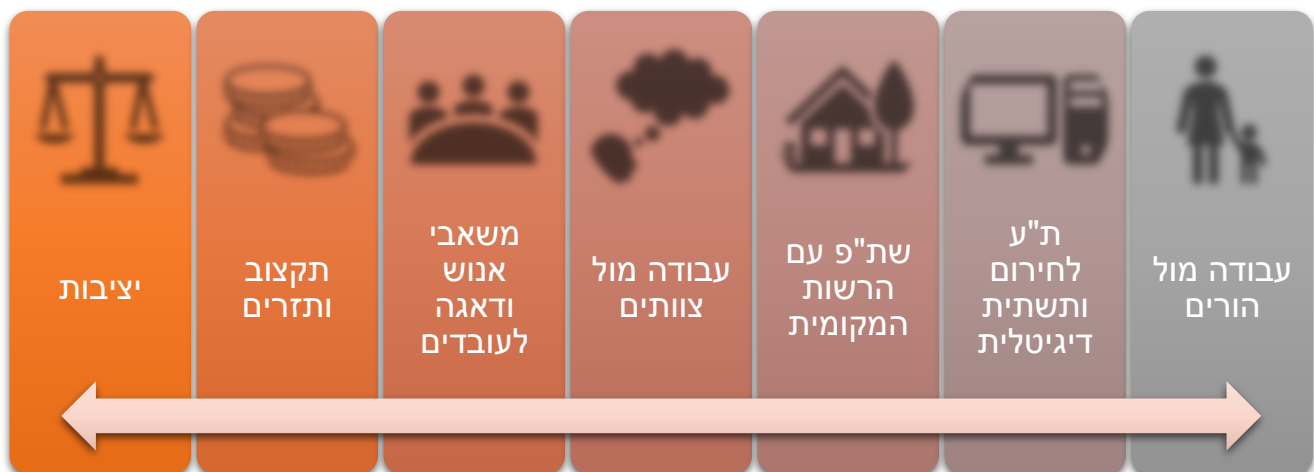 עבודה מול
הורים
ת"ע
לחירום
ותשתית
דיגיטלית
שת"פ עם
הרשות
המקומית
עבודה מול
צוותים
משאבי
אנוש
ודאגה
לעובדים
תקצוב
ותזרים
יציבות